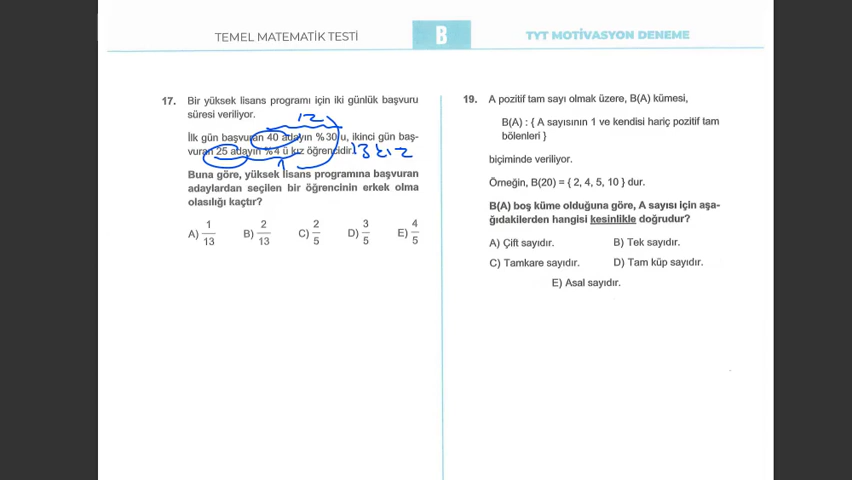 TEMEL MATEMATİK TESTİ
B
TYT MOTİVASYON DENEME
17. Bir yüksek lisans programı için iki günlük başvuru
süresi veriliyor.
12
İlk gün başvuran 40 adayın %30'u, ikinci gün baş-
vuran 25 adayın %4'ü kız öğrencidir.
13 kız
1
Buna göre, yüksek lisans programına başvuran
adaylardan seçilen bir öğrencinin erkek olma
olasılığı kaçtır?
A) 1/13 B) 2/13 C) 2/5 D) 3/5 E) 4/5
19. A pozitif tam sayı olmak üzere, B(A) kümesi,
B(A) : { A sayısının 1 ve kendisi hariç pozitif tam
bölenleri }
biçiminde veriliyor.
Örneğin, B(20) = { 2, 4, 5, 10 } dur.
B(A) boş küme olduğuna göre, A sayısı için aşa-
ğıdakilerden hangisi kesinlikle doğrudur?
A) Çift sayıdır. B) Tek sayıdır.
C) Tamkare sayıdır. D) Tam küp sayıdır.
E) Asal sayıdır.